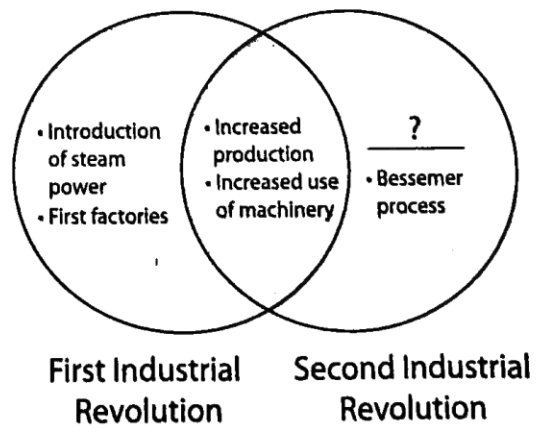 • Introduction
of steam
power
• First factories
• Increased
production
• Increased use
of machinery
?
• Bessemer
process
First Industrial
Revolution
Second Industrial
Revolution